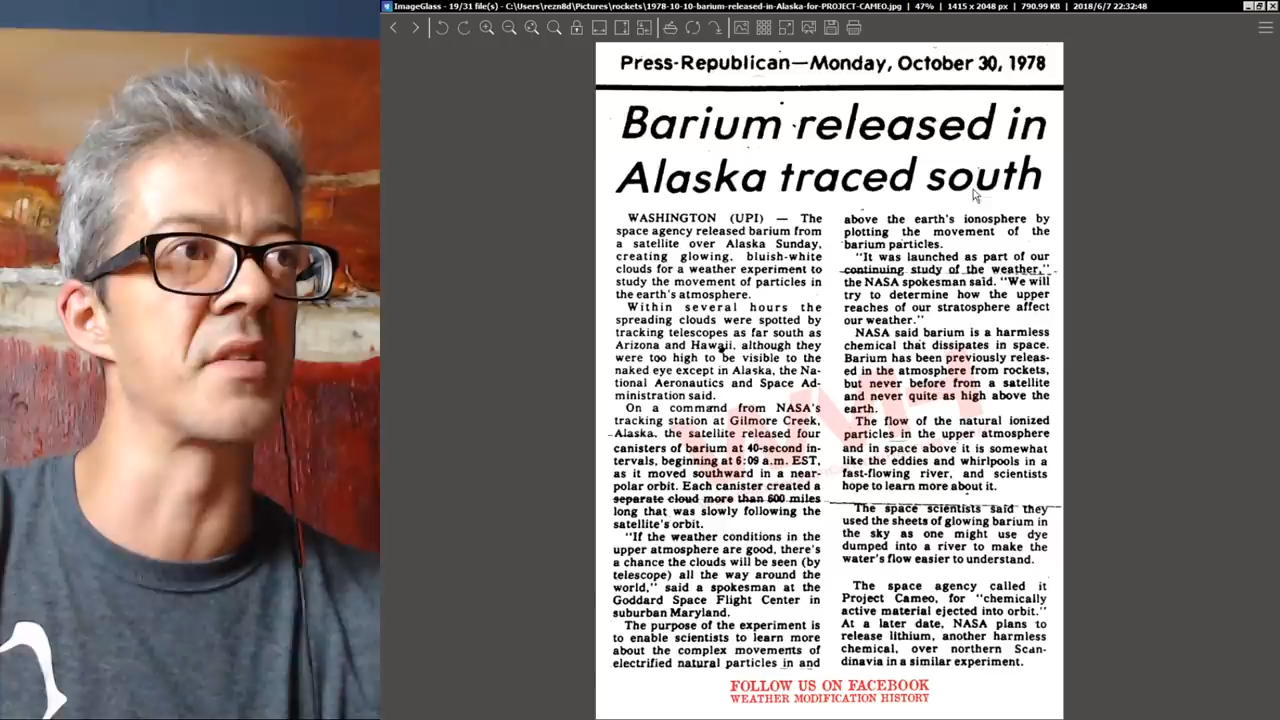 ImageGlass - 19/31 file(s) - C:\Users\rezn8d\Pictures\rockets\1978-10-10-barium-released-in-Alaska-for-PROJECT-CAMEO.jpg | 47% | 1415 x 2048 px | 790.99 KB | 2018/6/7 22:32:48
Press-Republican—Monday, October 30, 1978
Barium released in
Alaska traced south
WASHINGTON (UPI) — The
space agency released barium from
a satellite over Alaska Sunday,
creating glowing, bluish-white
clouds for a weather experiment to
study the movement of particles in
the earth's atmosphere.
Within several hours the
spreading clouds were spotted by
tracking telescopes as far south as
Arizona and Hawaii, although they
were too high to be visible to the
naked eye except in Alaska, the Na-
tional Aeronautics and Space Ad-
ministration said.
On a command from NASA's
tracking station at Gilmore Creek,
Alaska, the satellite released four
canisters of barium at 40-second in-
tervals, beginning at 6:09 a.m. EST,
as it moved southward in a near-
polar orbit. Each canister created a
separate cloud more than 600 miles
long that was slowly following the
satellite's orbit.
"If the weather conditions in the
upper atmosphere are good, there's
a chance the clouds will be seen (by
telescope) all the way around the
world," said a spokesman at the
Goddard Space Flight Center in
suburban Maryland.
The purpose of the experiment is
to enable scientists to learn more
about the complex movements of
electrified natural particles in and
above the earth's ionosphere by
plotting the movement of the
barium particles.
"It was launched as part of our
continuing study of the weather,"
the NASA spokesman said. "We will
try to determine how the upper
reaches of our stratosphere affect
our weather."
NASA said barium is a harmless
chemical that dissipates in space.
Barium has been previously releas-
ed in the atmosphere from rockets,
but never before from a satellite
and never quite as high above the
earth.
The flow of the natural ionized
particles in the upper atmosphere
and in space above it is somewhat
like the eddies and whirlpools in a
fast-flowing river, and scientists
hope to learn more about it.
The space scientists said they
used the sheets of glowing barium in
the sky as one might use dye
dumped into a river to make the
water's flow easier to understand.
The space agency called it
Project Cameo, for "chemically
active material ejected into orbit."
At a later date, NASA plans to
release lithium, another harmless
chemical, over northern Scan-
dinavia in a similar experiment.
FOLLOW US ON FACEBOOK
WEATHER MODIFICATION HISTORY